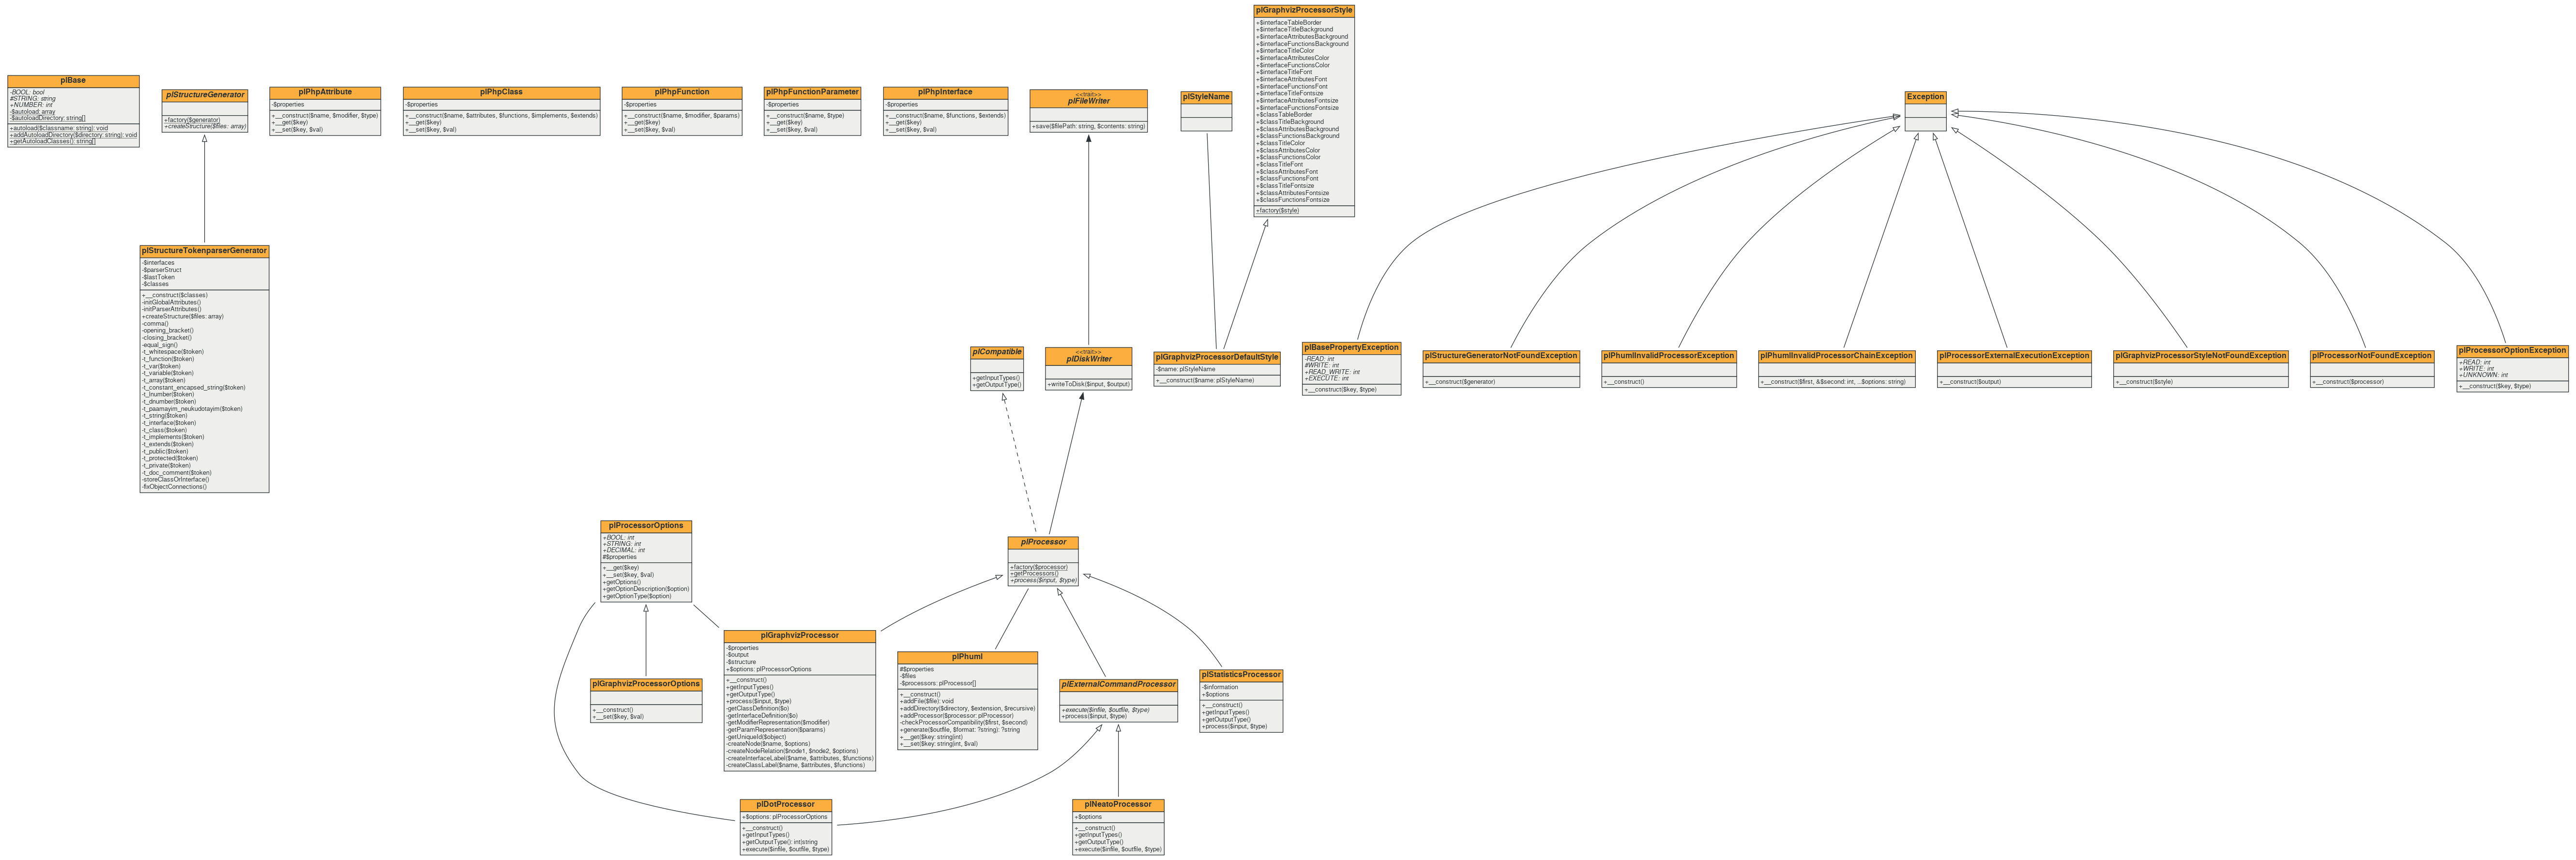 plBase
-BOOL: bool
#STRING: string
+NUMBER: int
-$autoload: array
-$autoloadDirectory: string[]
+autoload($classname: string): void
+addAutoloadDirectory($directory: string): void
+getAutoloadClasses(): string[]
plStructureGenerator
+factory($generator)
+createStructure($files: array)
plPhpAttribute
-$properties
+__construct($name, $modifier, $type)
+__get($key)
+__set($key, $val)
plPhpClass
-$properties
+__construct($name, $attributes, $functions, $implements, $extends)
+__get($key)
+__set($key, $val)
plPhpFunction
-$properties
+__construct($name, $modifier, $params)
+__get($key)
+__set($key, $val)
plPhpFunctionParameter
-$properties
+__construct($name, $type)
+__get($key)
+__set($key, $val)
plPhpInterface
-$properties
+__construct($name, $functions, $extends)
+__get($key)
+__set($key, $val)
<<trait>>
plFileWriter
+save($filePath: string, $contents: string)
plStyleName
plGraphvizProcessorStyle
+$interfaceTableBorder
+$interfaceTitleBackground
+$interfaceAttributesBackground
+$interfaceFunctionsBackground
+$interfaceTitleColor
+$interfaceAttributesColor
+$interfaceFunctionsColor
+$interfaceTitleFont
+$interfaceAttributesFont
+$interfaceFunctionsFont
+$interfaceTitleFontsize
+$interfaceAttributesFontsize
+$interfaceFunctionsFontsize
+$classTableBorder
+$classTitleBackground
+$classAttributesBackground
+$classFunctionsBackground
+$classTitleColor
+$classAttributesColor
+$classFunctionsColor
+$classTitleFont
+$classAttributesFont
+$classFunctionsFont
+$classTitleFontsize
+$classAttributesFontsize
+$classFunctionsFontsize
+factory($style)
Exception
plStructureTokenparserGenerator
-$interfaces
-$parserStruct
-$lastToken
-$classes
+__construct($classes)
-initGlobalAttributes()
-initParserAttributes()
+createStructure($files: array)
-comma()
-opening_bracket()
-closing_bracket()
-equal_sign()
-t_whitespace($token)
-t_function($token)
-t_var($token)
-t_variable($token)
-t_array($token)
-t_constant_encapsed_string($token)
-t_lnumber($token)
-t_dnumber($token)
-t_paamayim_neukudotayim($token)
-t_string($token)
-t_interface($token)
-t_class($token)
-t_implements($token)
-t_extends($token)
-t_public($token)
-t_protected($token)
-t_private($token)
-t_doc_comment($token)
-storeClassOrInterface()
-fixObjectConnections()
plCompatible
+getInputTypes()
+getOutputType()
<<trait>>
plDiskWriter
+writeToDisk($input, $output)
plGraphvizProcessorDefaultStyle
-$name: plStyleName
+__construct($name: plStyleName)
plBasePropertyException
-READ: int
#WRITE: int
+READ_WRITE: int
+EXECUTE: int
+__construct($key, $type)
plStructureGeneratorNotFoundException
+__construct($generator)
plPhumlInvalidProcessorException
+__construct()
plPhumlInvalidProcessorChainException
+__construct($first, &$second: int, ...$options: string)
plProcessorExternalExecutionException
+__construct($output)
plGraphvizProcessorStyleNotFoundException
+__construct($style)
plProcessorNotFoundException
+__construct($processor)
plProcessorOptionException
+READ: int
+WRITE: int
+UNKNOWN: int
+__construct($key, $type)
plProcessorOptions
+BOOL: int
+STRING: int
+DECIMAL: int
#$properties
+__get($key)
+__set($key, $val)
+getOptions()
+getOptionDescription($option)
+getOptionType($option)
plProcessor
+factory($processor)
+getProcessors()
+process($input, $type)
plGraphvizProcessorOptions
+__construct()
+__set($key, $val)
plGraphvizProcessor
-$properties
-$output
-$structure
+$options: plProcessorOptions
+__construct()
+getInputTypes()
+getOutputType()
+process($input, $type)
-getClassDefinition($o)
-getInterfaceDefinition($o)
-getModifierRepresentation($modifier)
-getParamRepresentation($params)
-getUniqueId($object)
-createNode($name, $options)
-createNodeRelation($node1, $node2, $options)
-createInterfaceLabel($name, $attributes, $functions)
-createClassLabel($name, $attributes, $functions)
plPhuml
#$properties
-$files
-$processors: plProcessor[]
+__construct()
+addFile($file): void
+addDirectory($directory, $extension, $recursive)
+addProcessor($processor: plProcessor)
-checkProcessorCompatibility($first, $second)
+generate($outfile, $format: ?string): ?string
+__get($key: string|int)
+__set($key: string|int, $val)
plExternalCommandProcessor
+execute($infile, $outfile, $type)
+process($input, $type)
plStatisticsProcessor
-$information
+$options
+__construct()
+getInputTypes()
+getOutputType()
+process($input, $type)
plDotProcessor
+$options: plProcessorOptions
+__construct()
+getInputTypes()
+getOutputType(): int|string
+execute($infile, $outfile, $type)
plNeatoProcessor
+$options
+__construct()
+getInputTypes()
+getOutputType()
+execute($infile, $outfile, $type)